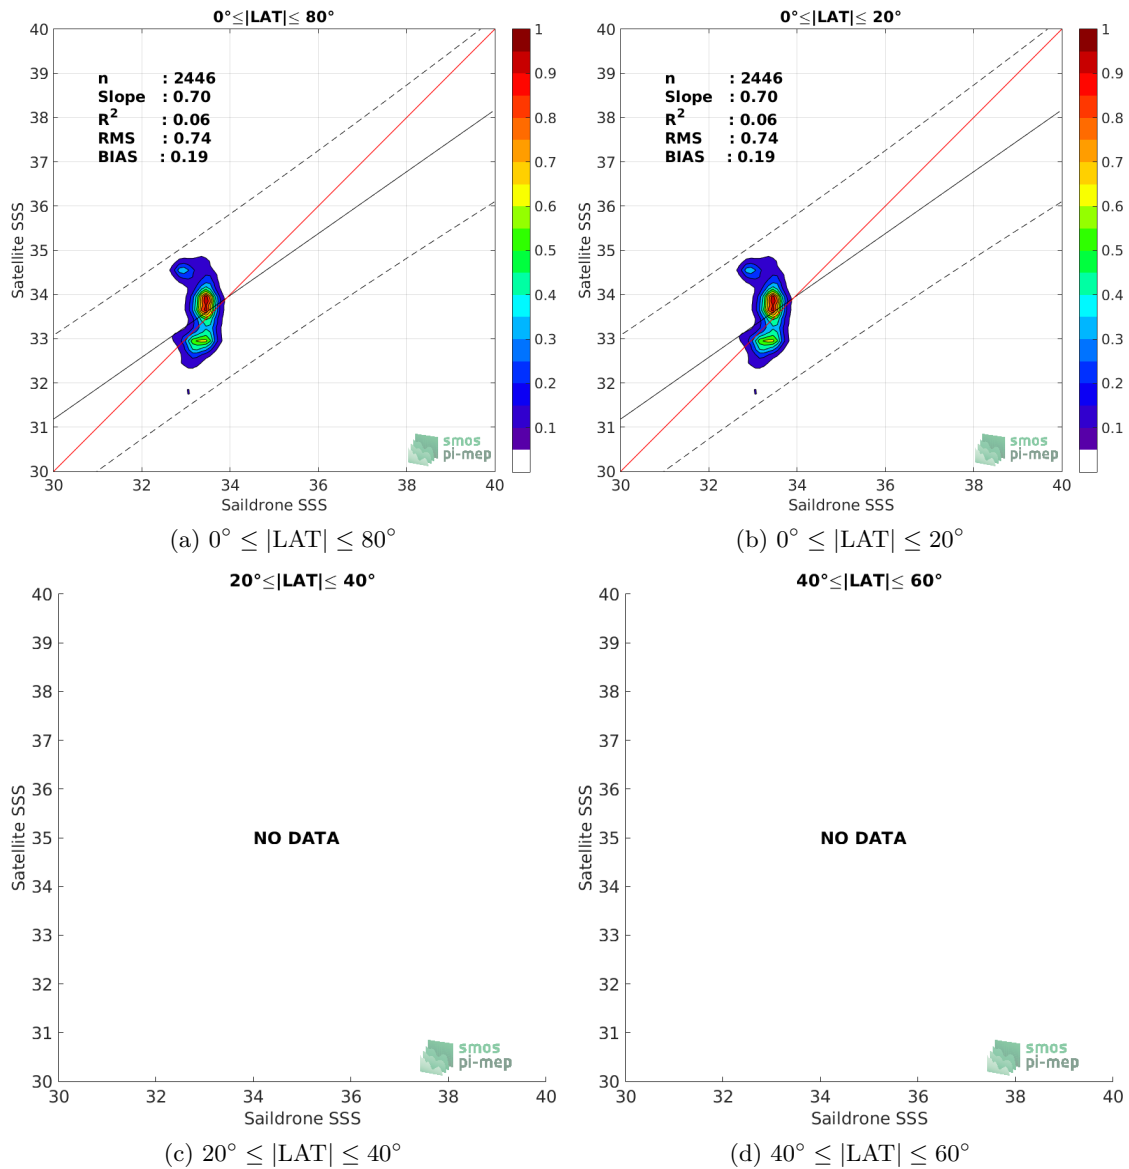 0°≤|LAT|≤ 80°
40
39
38
37
36
35
34
33
32
31
30
Satellite SSS
n : 2446
Slope : 0.70
R2 : 0.06
RMS : 0.74
BIAS : 0.19
smos
pi-mep
30 32 34 36 38 40
Saildrone SSS
1
0.9
0.8
0.7
0.6
0.5
0.4
0.3
0.2
0.1
(a) 0° ≤ |LAT| ≤ 80°
0°≤|LAT|≤ 20°
40
39
38
37
36
35
34
33
32
31
30
Satellite SSS
n : 2446
Slope : 0.70
R2 : 0.06
RMS : 0.74
BIAS : 0.19
smos
pi-mep
30 32 34 36 38 40
Saildrone SSS
1
0.9
0.8
0.7
0.6
0.5
0.4
0.3
0.2
0.1
(b) 0° ≤ |LAT| ≤ 20°
20°≤|LAT|≤ 40°
40
39
38
37
36
35
34
33
32
31
30
Satellite SSS
NO DATA
smos
pi-mep
30 32 34 36 38 40
Saildrone SSS
(c) 20° ≤ |LAT| ≤ 40°
40°≤|LAT|≤ 60°
40
39
38
37
36
35
34
33
32
31
30
Satellite SSS
NO DATA
smos
pi-mep
30 32 34 36 38 40
Saildrone SSS
(d) 40° ≤ |LAT| ≤ 60°